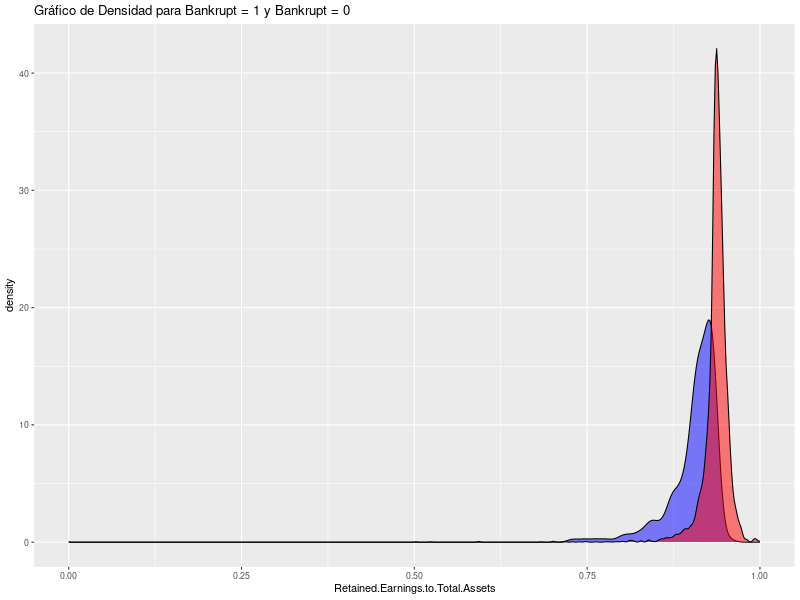 Gráfico de Densidad para Bankrupt = 1 y Bankrupt = 0
40
30
20
10
0
density
0.00 0.25 0.50 0.75 1.00
Retained.Earnings.to.Total.Assets